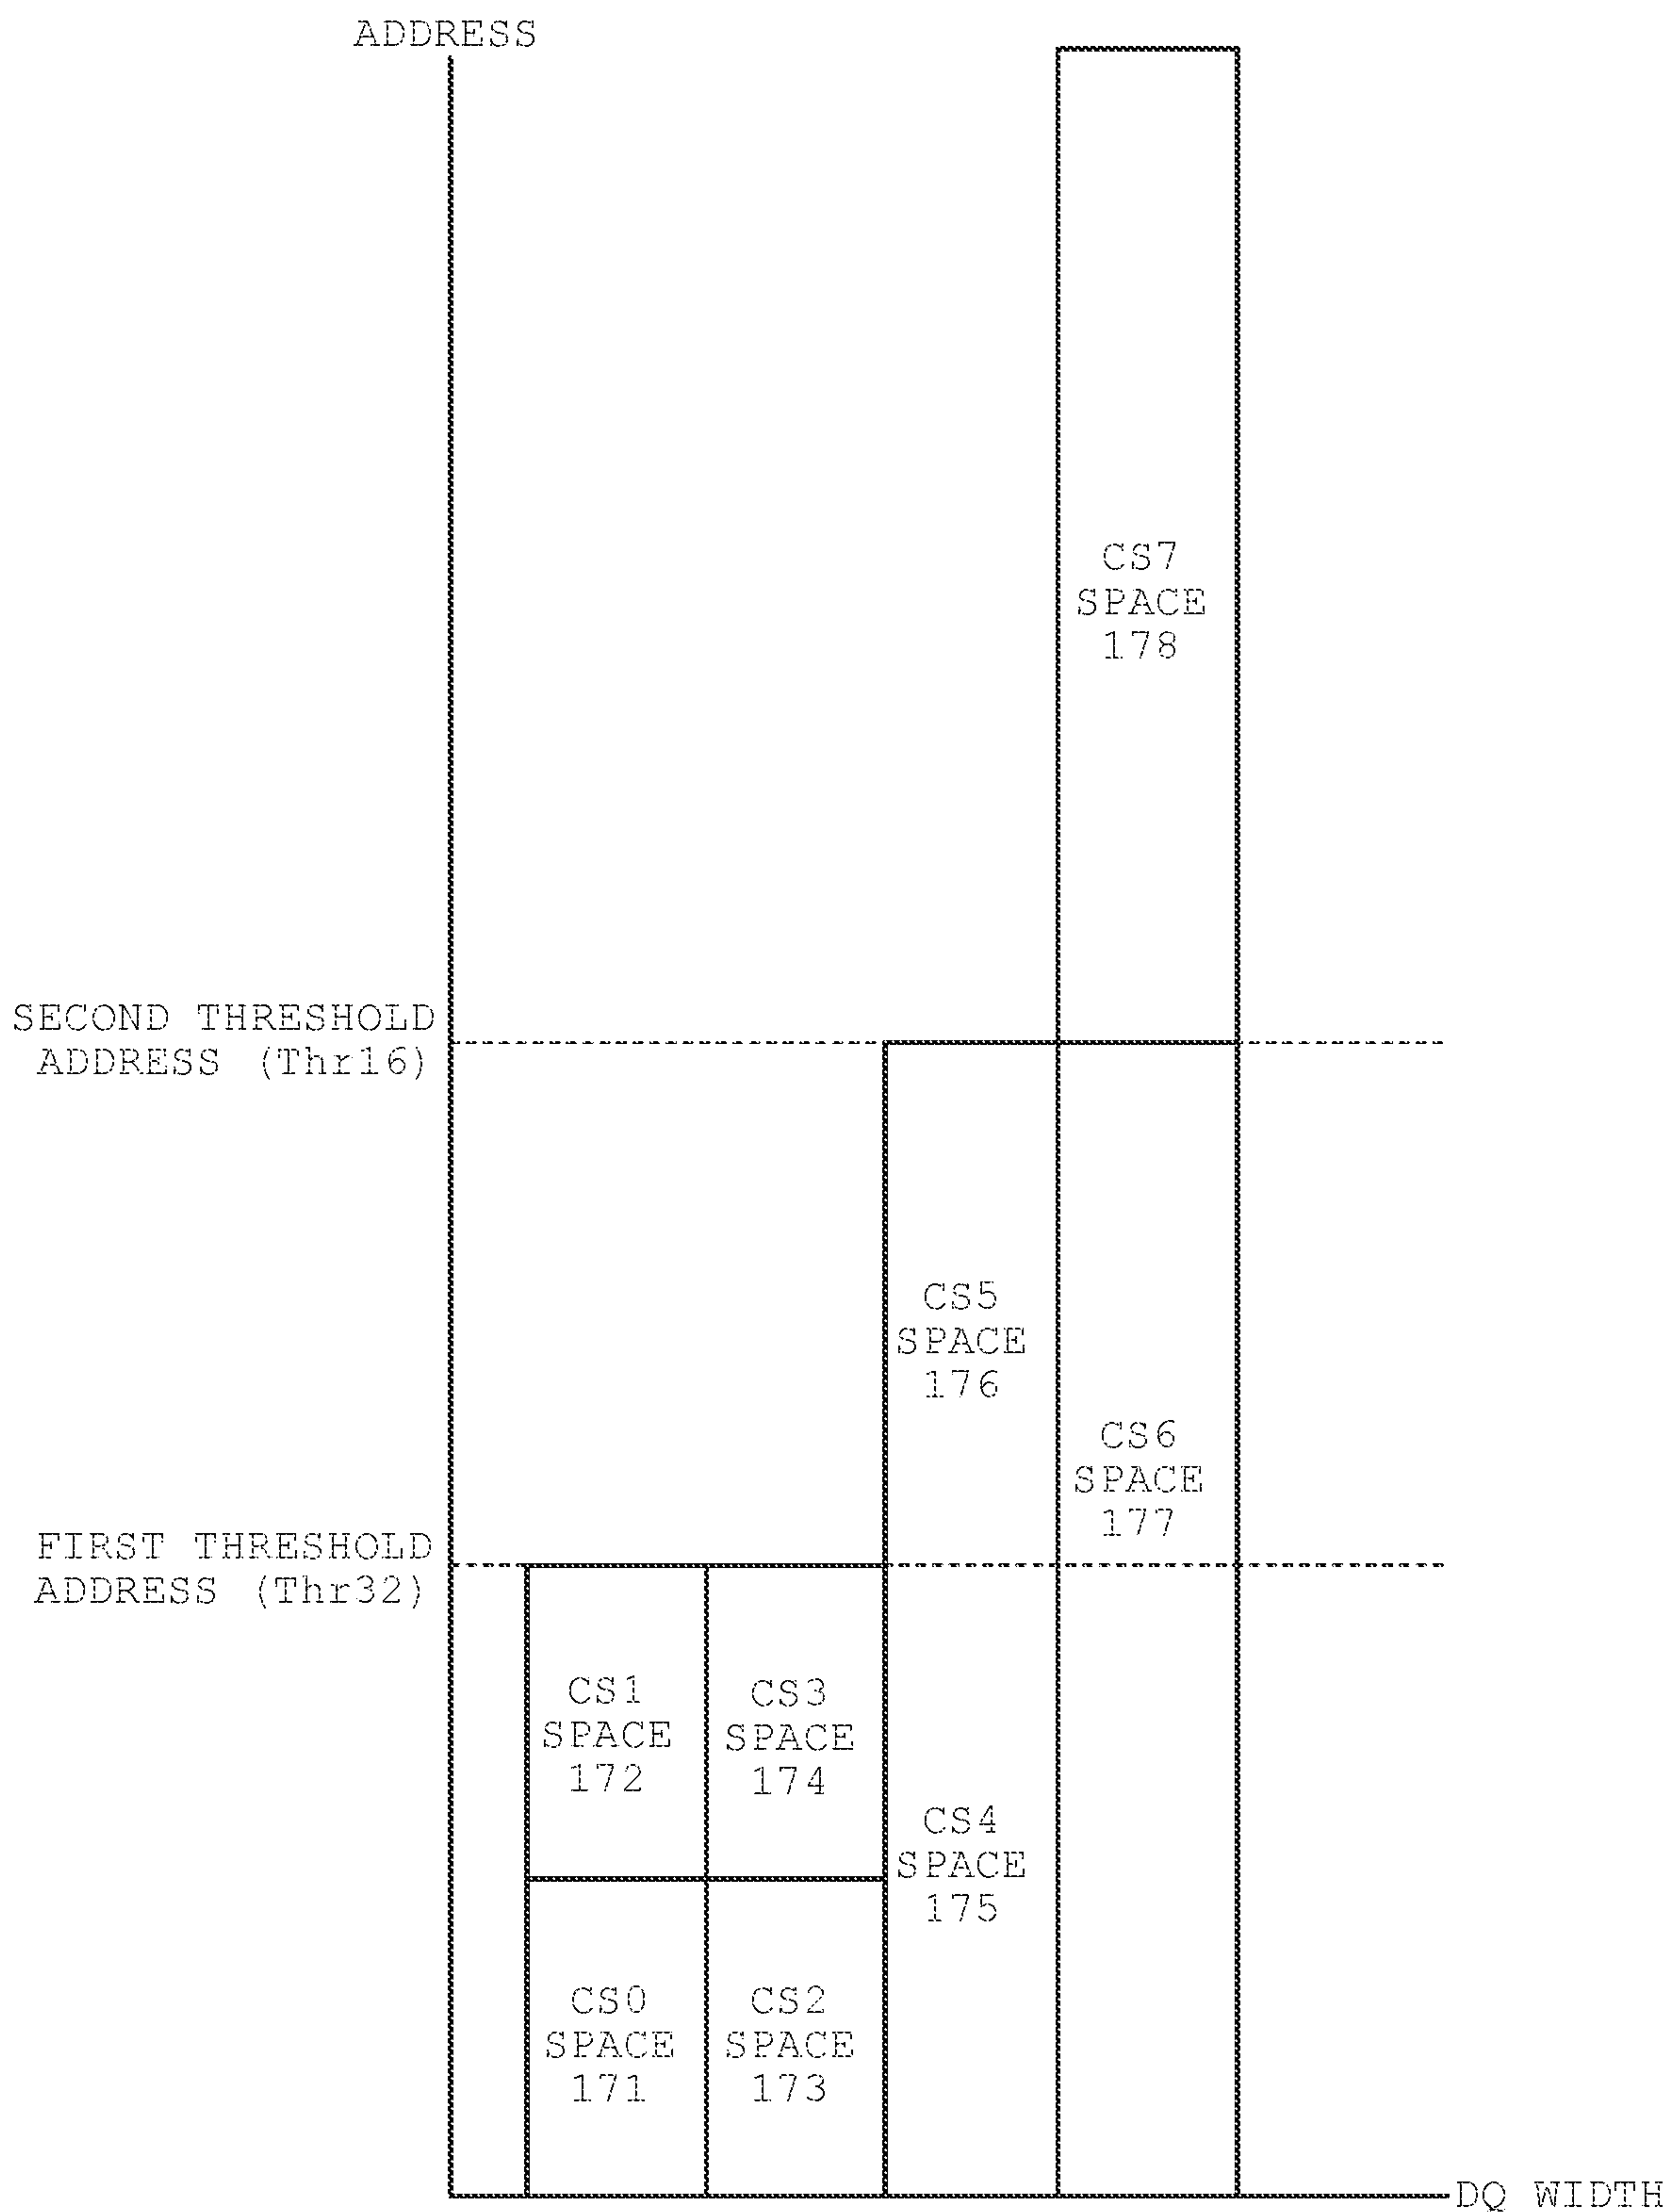 ADDRESS
CS7
SPACE
178
SECOND THRESHOLD
ADDRESS (Thr16)
CS5
SPACE
176
CS6
SPACE
177
FIRST THRESHOLD
ADDRESS (Thr32)
CS1
SPACE
172
CS3
SPACE
174
CS4
SPACE
175
CS0
SPACE
171
CS2
SPACE
173
DQ WIDTH